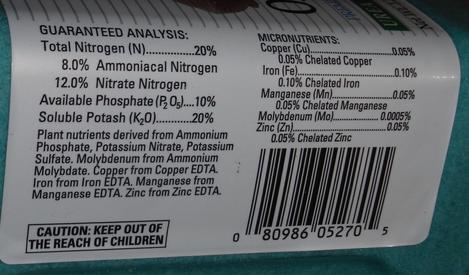 GUARANTEED ANALYSIS:
Total Nitrogen (N)..............20%
8.0% Ammoniacal Nitrogen
12.0% Nitrate Nitrogen
Available Phosphate (P₂O₅)....10%
Soluble Potash (K₂O)...........20%
Plant nutrients derived from Ammonium
Phosphate, Potassium Nitrate, Potassium
Sulfate. Molybdenum from Ammonium
Molybdate. Copper from Copper EDTA.
Iron from Iron EDTA. Manganese from
Manganese EDTA. Zinc from Zinc EDTA.
CAUTION: KEEP OUT OF
THE REACH OF CHILDREN
MICRONUTRIENTS:
Copper (Cu)........................0.05%
0.05% Chelated Copper
Iron (Fe)..............................0.10%
0.10% Chelated Iron
Manganese (Mn)..................0.05%
0.05% Chelated Manganese
Molybdenum (Mo).............. 0.0005%
Zinc (Zn)............................0.05%
0.05% Chelated Zinc
0 80986 05270 5